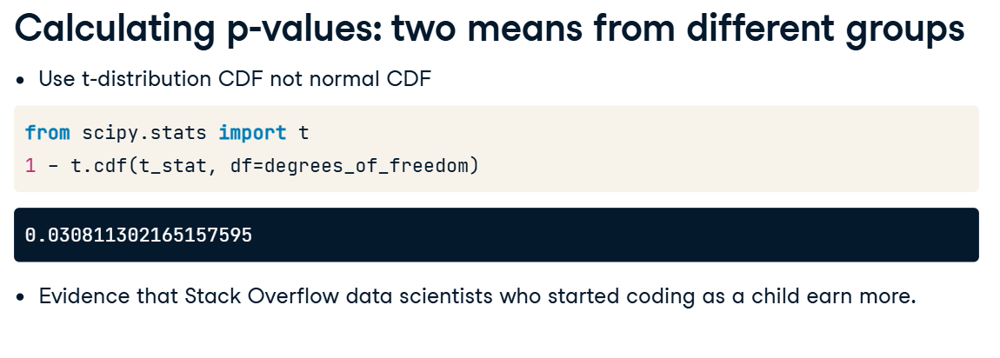 Calculating p-values: two means from different groups
• Use t-distribution CDF not normal CDF
from scipy.stats import t
1 - t.cdf(t_stat, df=degrees_of_freedom)
0.030811302165157595
• Evidence that Stack Overflow data scientists who started coding as a child earn more.